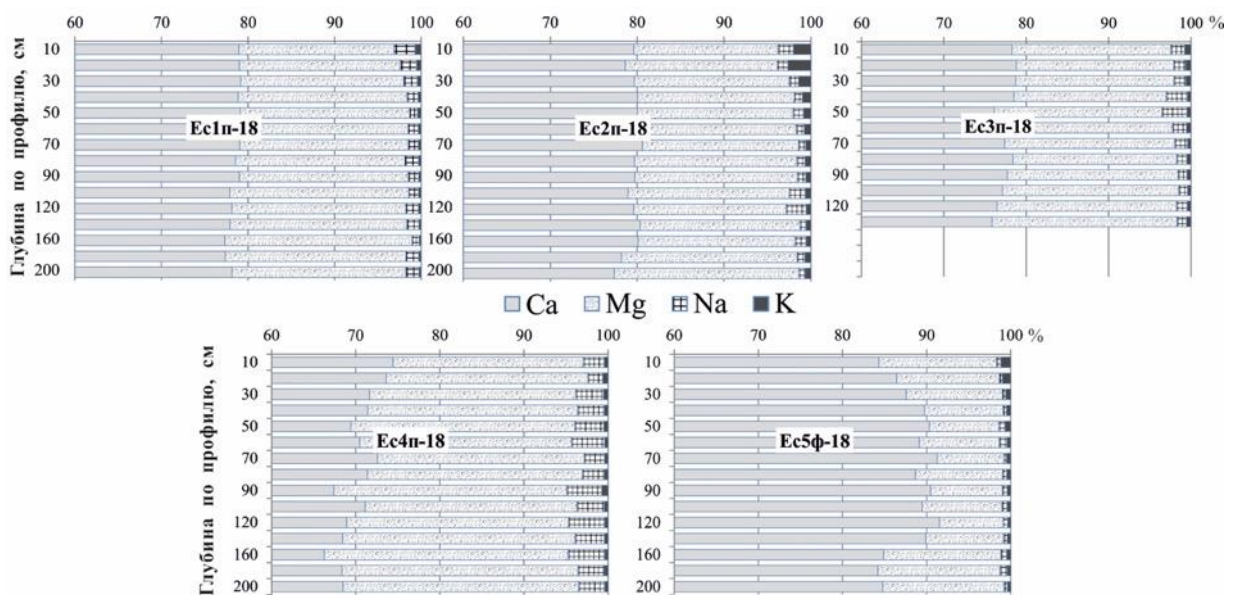 60 70 80 90 100 60 70 80 90 100 60 70 80 90 100 %
Глубина по профилю, см
10 10 10
30 30 30
50 50 50
Ес1п-18 Ес2п-18 Ес3п-18
70 70 70
90 90 90
120 120 120
160 160
200 200
Ca Mg Na K
60 70 80 90 100 % 60 70 80 90 100 %
Глубина по профилю, см
10 10
30 30
50 50
Ес4п-18 Ес5ф-18
70 70
90 90
120 120
160 160
200 200